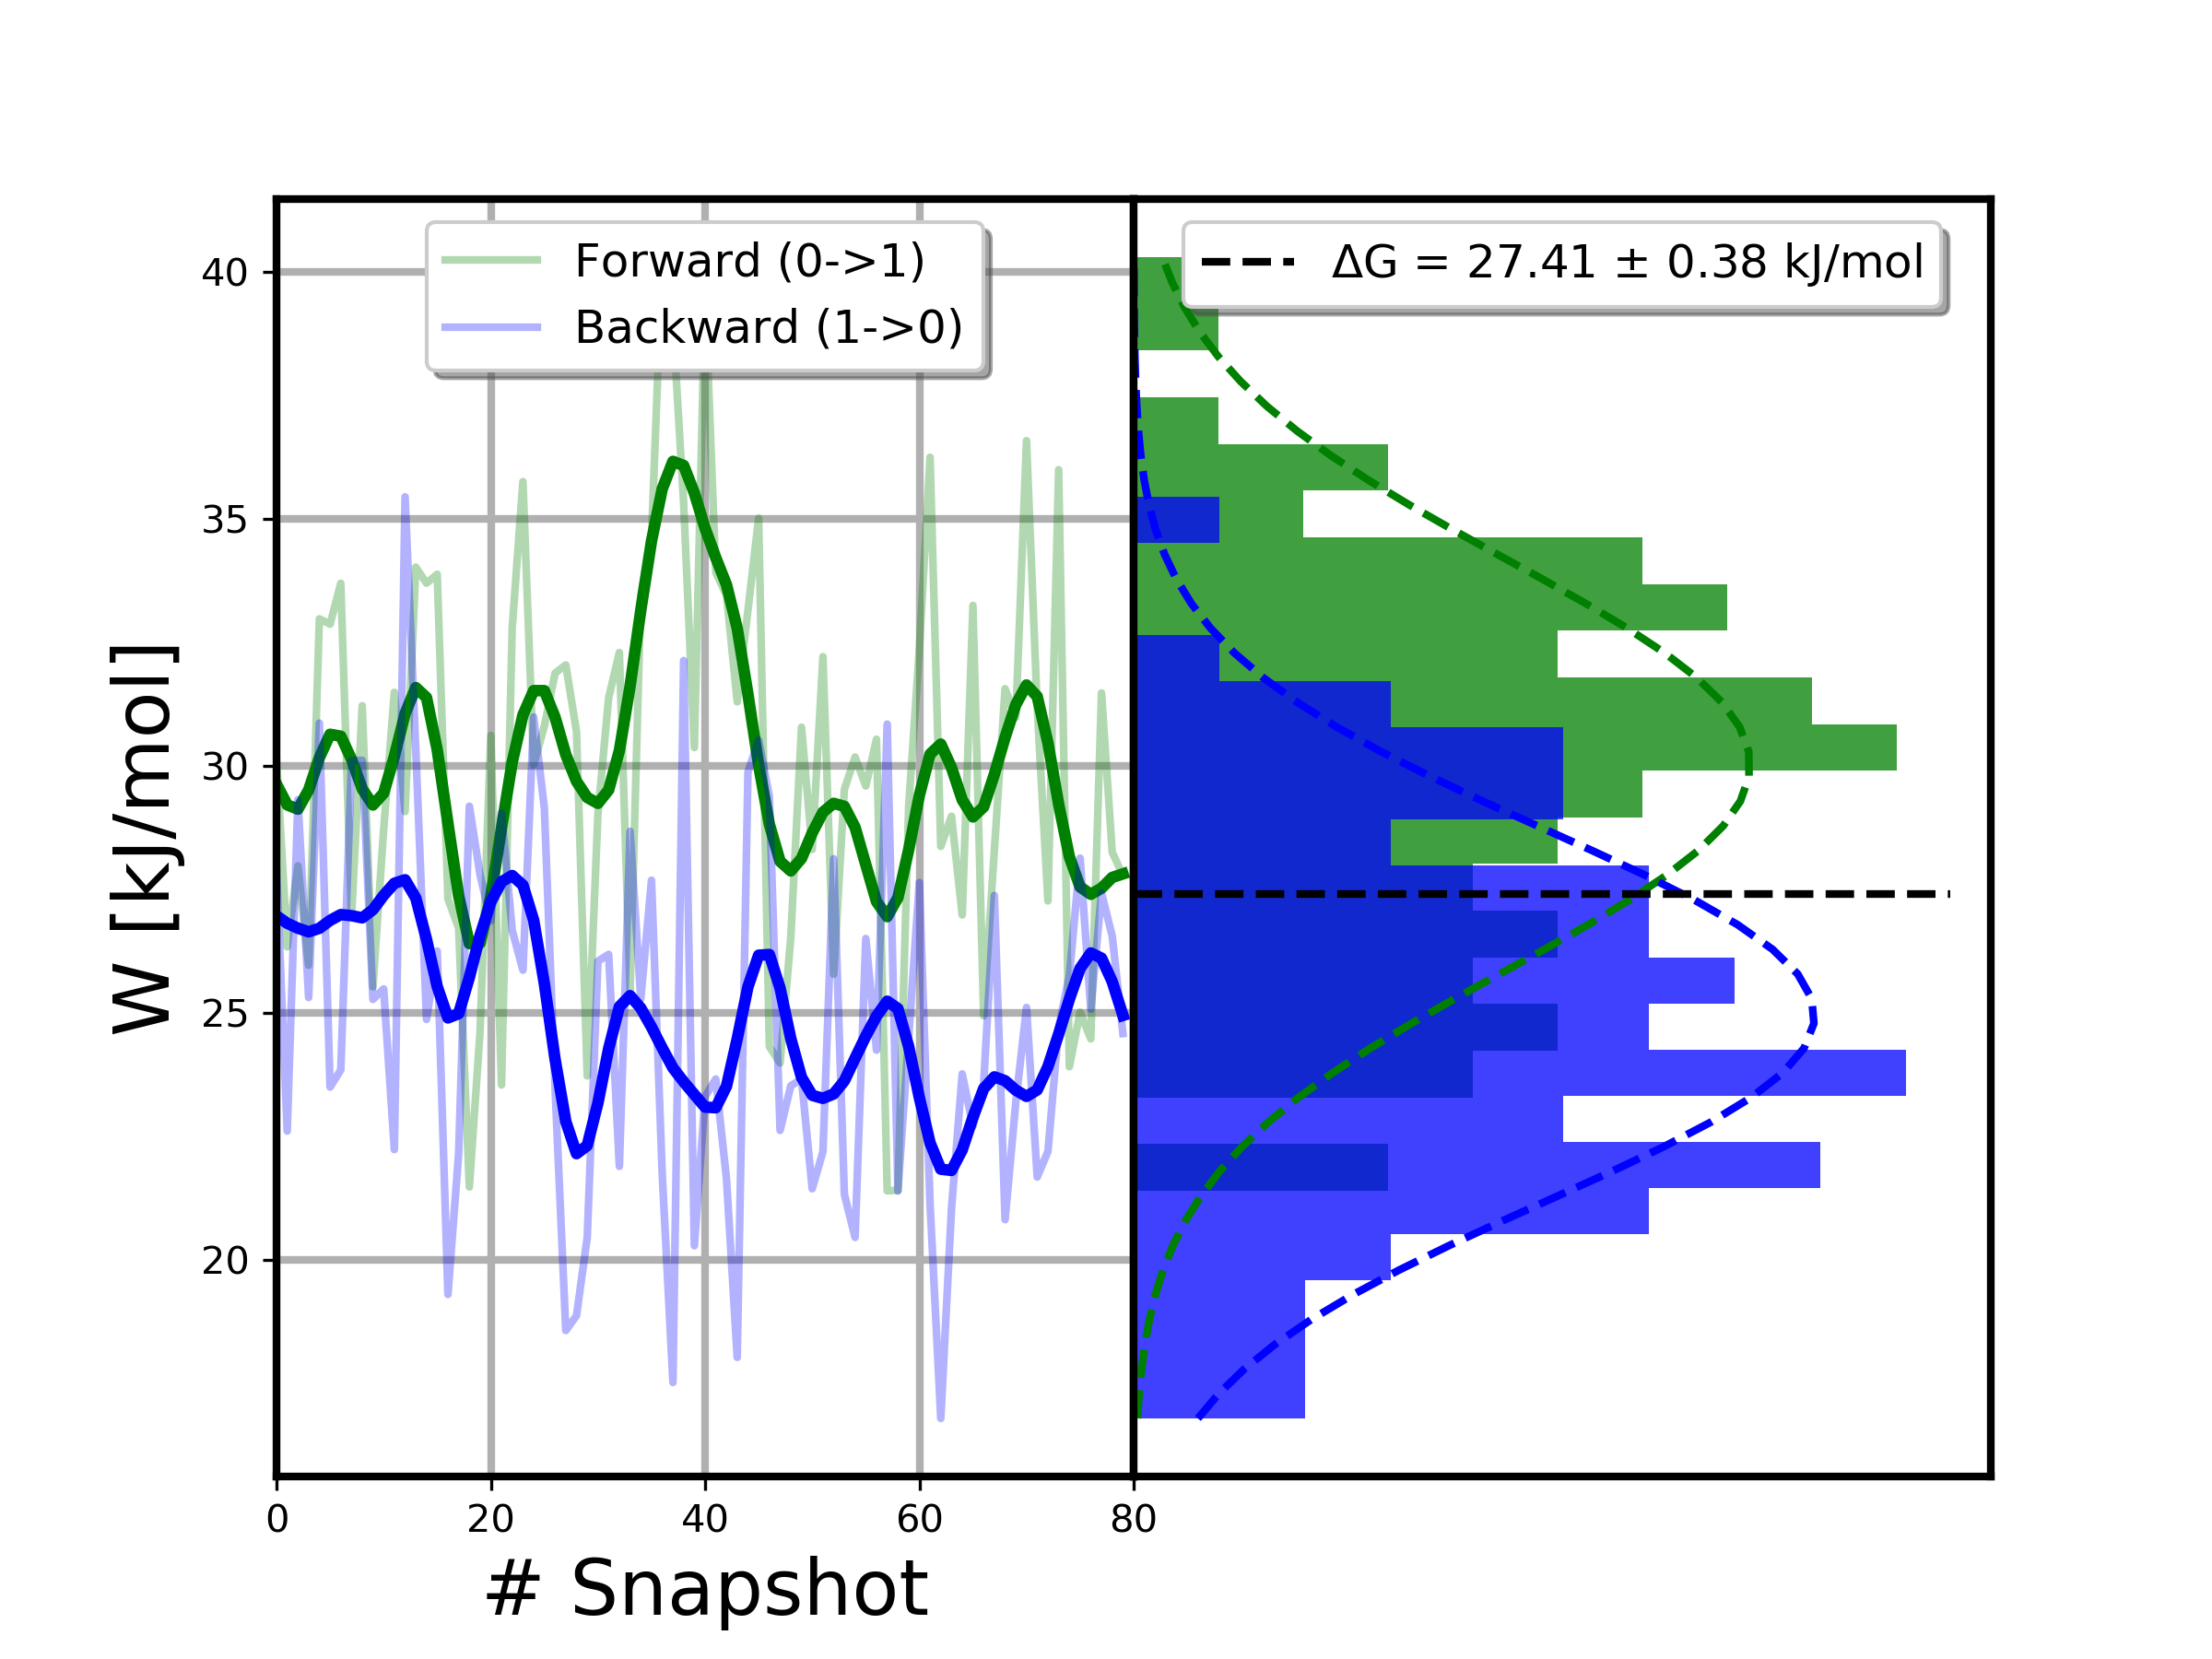 Forward (0->1)
Backward (1->0)
ΔG = 27.41 ± 0.38 kJ/mol
W [kJ/mol]
40
35
30
25
20
0 20 40 60 80
# Snapshot